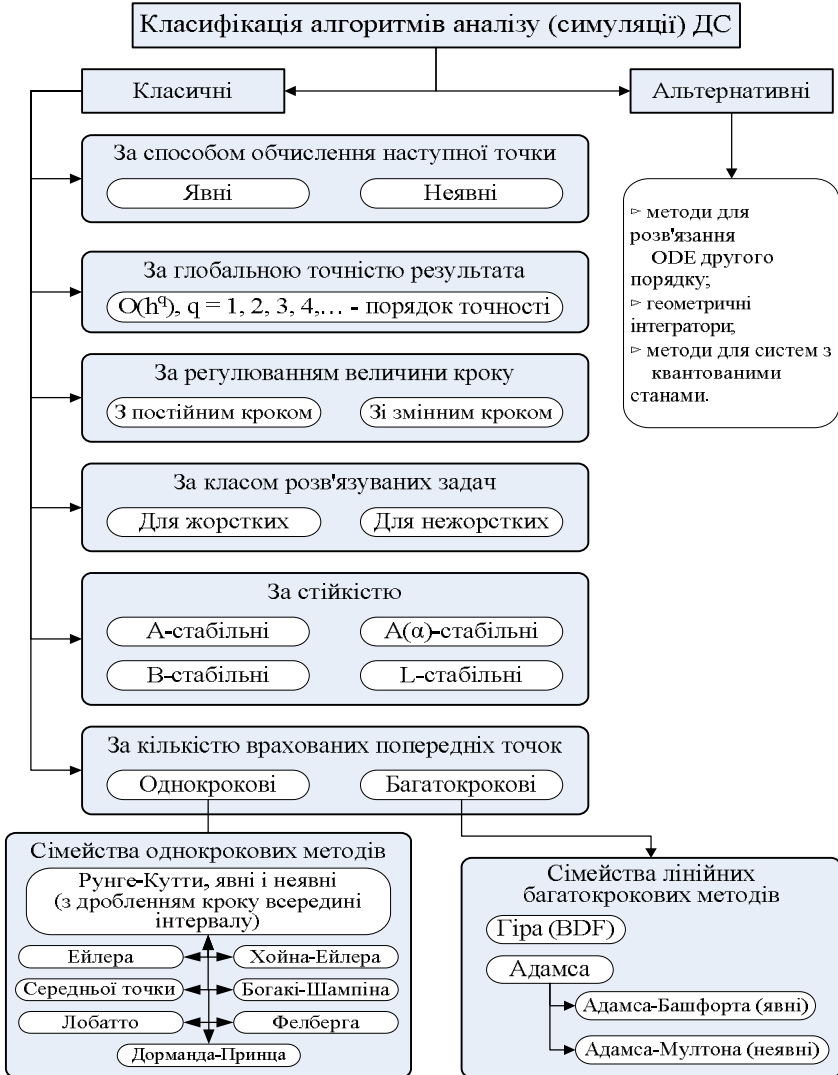 Класифікація алгоритмів аналізу (симуляції) ДС
Класичні
Альтернативні
За способом обчислення наступної точки
Явні
Неявні
▻ методи для
розв'язання
ODE другого
порядку;
▻ геометричні
інтегратори;
▻ методи для систем з
квантованими
станами.
За глобальною точністю результата
O(h^q), q = 1, 2, 3, 4,… - порядок точності
За регулюванням величини кроку
З постійним кроком
Зі змінним кроком
За класом розв'язуваних задач
Для жорстких
Для нежорстких
За стійкістю
А-стабільні
А(α)-стабільні
В-стабільні
L-стабільні
За кількістю врахованих попередніх точок
Однокрокові
Багатокрокові
Сімейства однокрокових методів
Рунге-Кутти, явні і неявні
(з дробленням кроку всередині
інтервалу)
Ейлера
Хойна-Ейлера
Середньої точки
Богакі-Шампіна
Лобатто
Фелберга
Дорманда-Принца
Сімейства лінійних
багатокрокових методів
Гіра (BDF)
Адамса
Адамса-Башфорта (явні)
Адамса-Мултона (неявні)